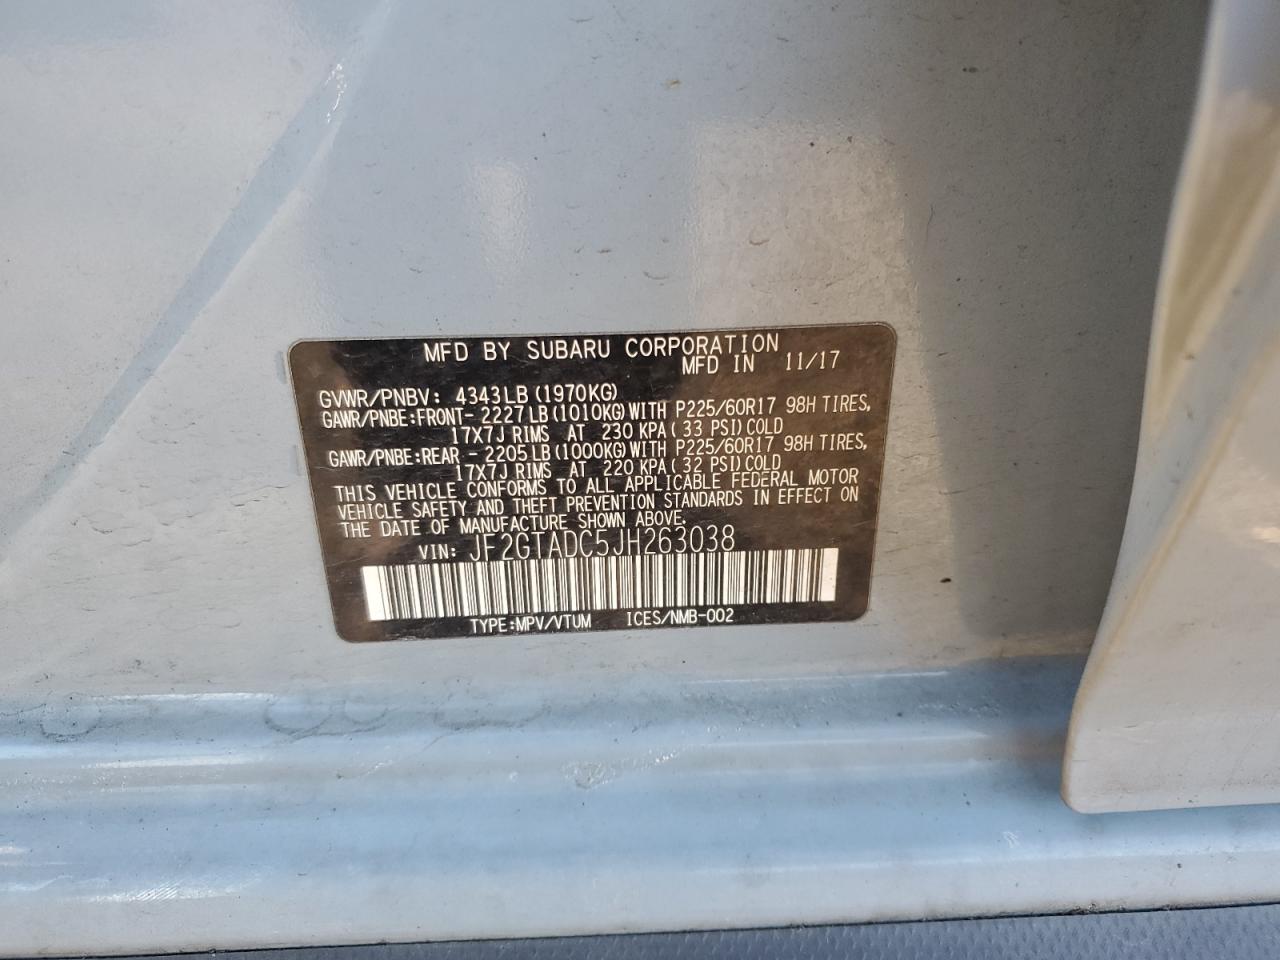 MFD BY SUBARU CORPORATION
MFD IN 11/17
GVWR/PNBV: 4343LB (1970KG)
GAWR/PNBE:FRONT- 2227LB(1010KG)WITH P225/60R17 98H TIRES,
17X7J RIMS AT 230 KPA( 33 PSI)COLD
GAWR/PNBE:REAR - 2205LB(1000KG)WITH P225/60R17 98H TIRES,
17X7J RIMS AT 220 KPA( 32 PSI)COLD
THIS VEHICLE CONFORMS TO ALL APPLICABLE FEDERAL MOTOR
VEHICLE SAFETY AND THEFT PREVENTION STANDARDS IN EFFECT ON
THE DATE OF MANUFACTURE SHOWN ABOVE.
VIN: JF2GTADC5JH263038
TYPE:MPV/VTUM ICES/NMB-002